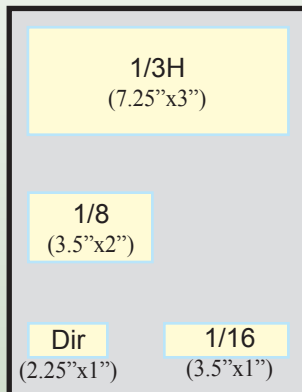 1/3H
(7.25”x3”)
1/8
(3.5”x2”)
Dir
(2.25”x1”)
1/16
(3.5”x1”)